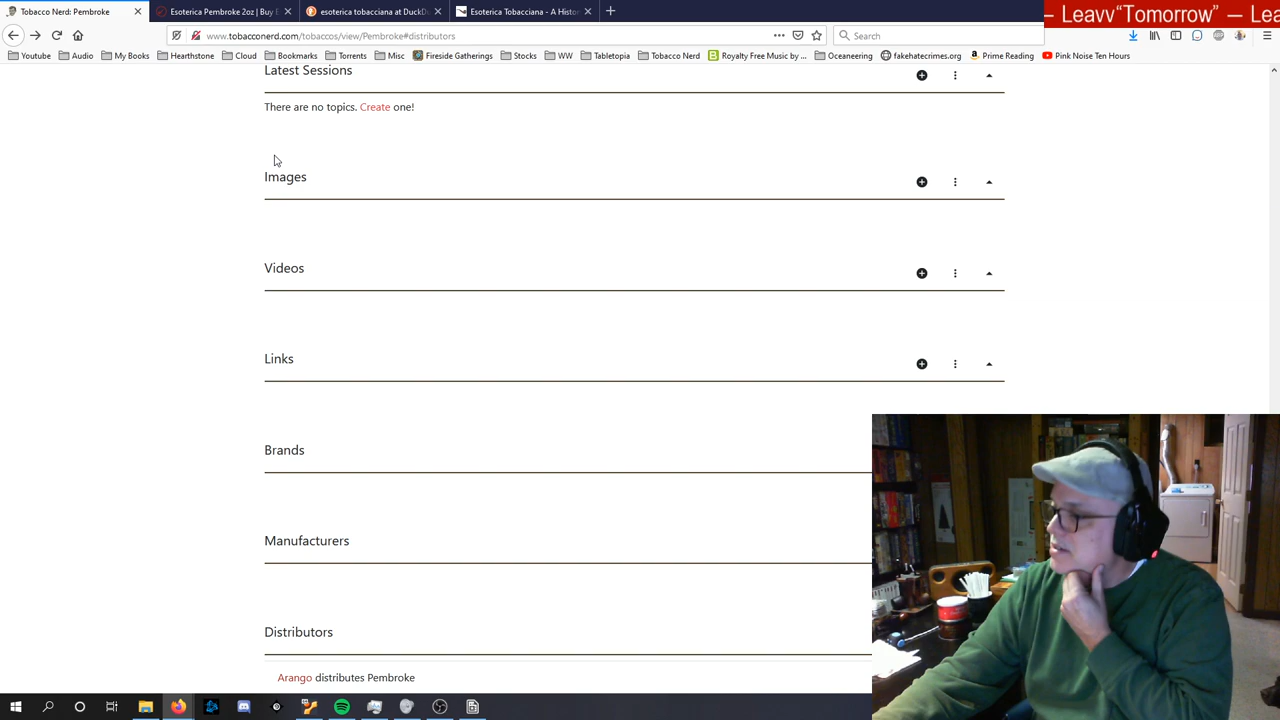 Tobacco Nerd: Pembroke
Esoterica Pembroke 2oz | Buy E
esoterica tobacciana at DuckD
Esoterica Tobacciana - A Histor
— Leavv“Tomorrow” — Lea
www.tobacconerd.com/tobaccos/view/Pembroke#distributors
Search
Youtube
Audio
My Books
Hearthstone
Cloud
Bookmarks
Torrents
Misc
Fireside Gatherings
Stocks
WW
Tabletopia
Tobacco Nerd
Royalty Free Music by ...
Oceaneering
fakehatecrimes.org
Prime Reading
Pink Noise Ten Hours
Latest Sessions
There are no topics. Create one!
Images
Videos
Links
Brands
Manufacturers
Distributors
Arango distributes Pembroke